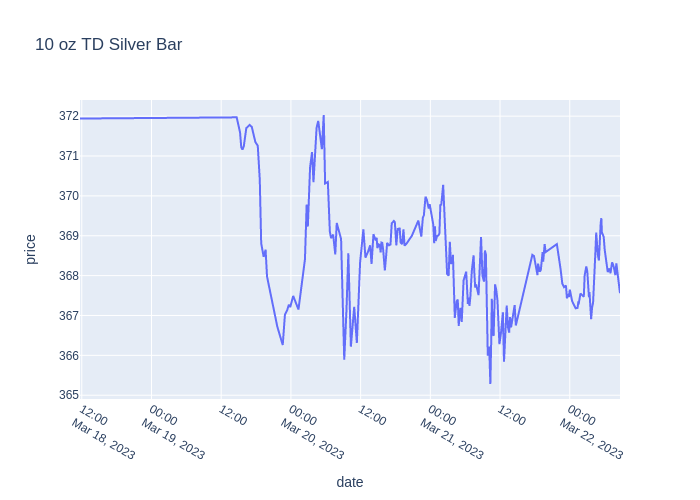 10 oz TD Silver Bar
372
371
370
369
368
367
366
365
price
12:00
Mar 18, 2023
00:00
Mar 19, 2023
12:00
00:00
Mar 20, 2023
12:00
00:00
Mar 21, 2023
12:00
00:00
Mar 22, 2023
date